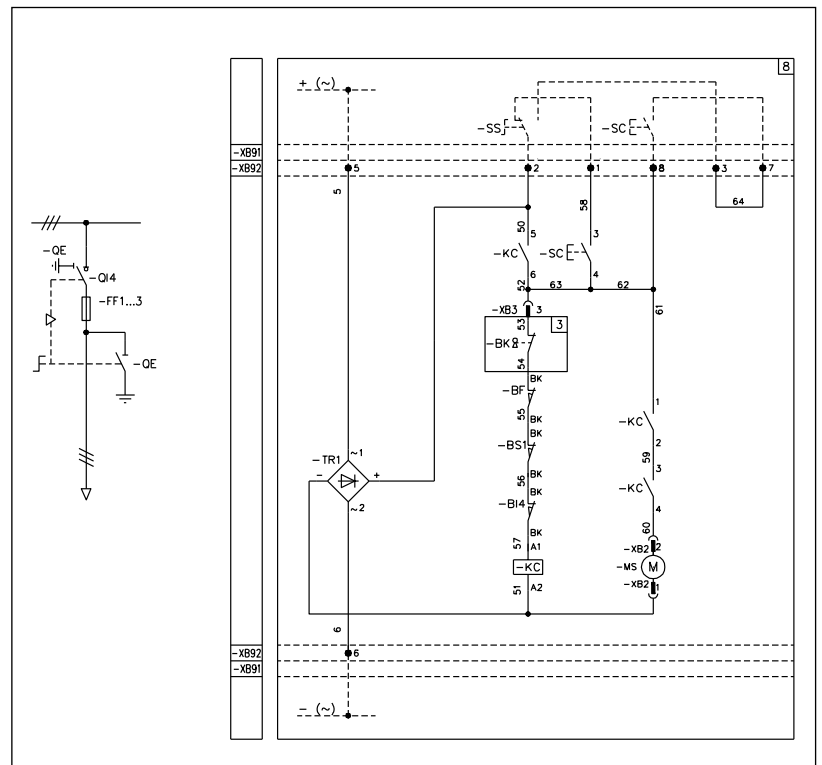 8
+ (~)
-SS
-SC
-XB91
-XB92
5
2
1
8
3
7
5
58
64
50
5
3
-KC
-SC
6
4
52
63
62
61
-XB3
3
53
3
-BK
54
BK
-BF
55
BK
BK
-BS1
56
BK
BK
-BI4
57
BK
A1
-KC
51
A2
1
-KC
2
59
3
-KC
4
60
-XB2
2
-MS
M
-XB2
1
-TR1
~1
-
+
~2
6
-XB92
6
-XB91
- (~)
-QE
-QI4
-FF1...3
-QE